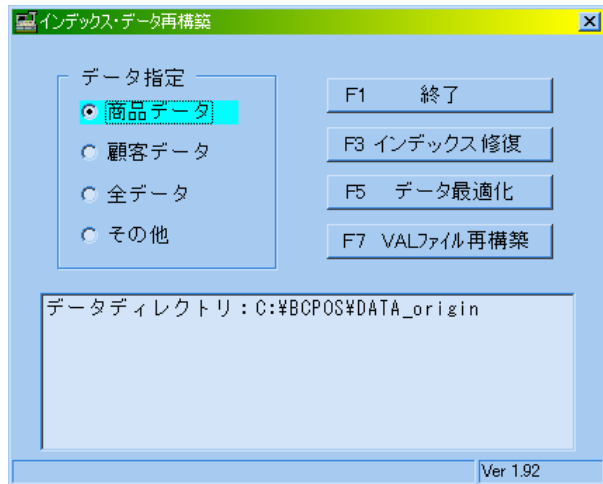 インデックス・データ再構築
データ指定
商品データ
顧客データ
全データ
その他
F1 終了
F3 インデックス修復
F5 データ最適化
F7 VALファイル再構築
データディレクトリ:C:¥BCPOS¥DATA_origin
Ver 1.92